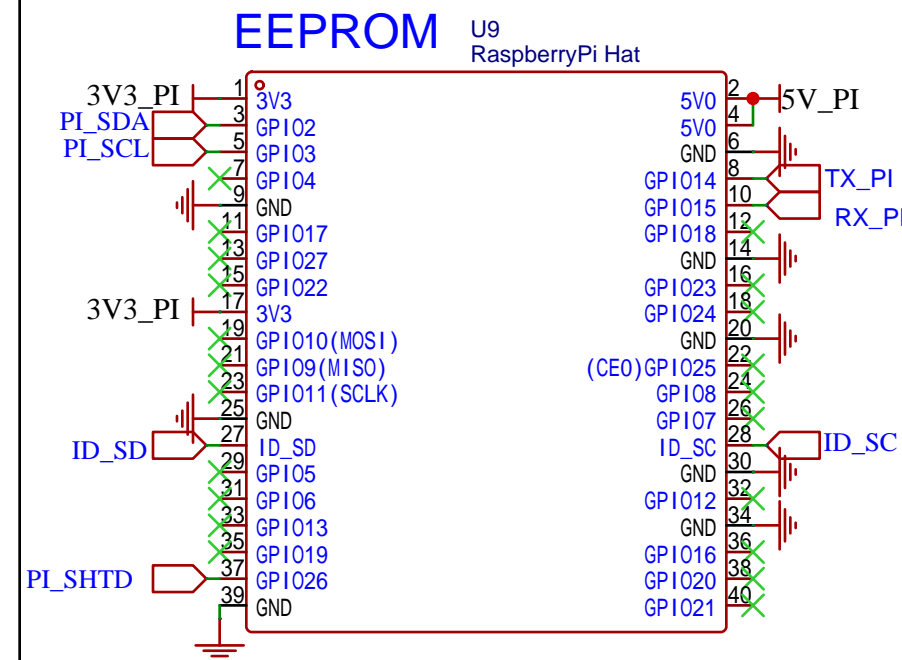 EEPROM
U9
RaspberryPi Hat
3V3_PI 1 3V3 5V0 2 5V_PI
PI_SDA 3 GPIO2 5V0 4
PI_SCL 5 GPIO3 GND 6
7 GPIO4 GPIO14 8 TX_PI
9 GND GPIO15 10 RX_PI
11 GPIO17 GPIO18 12
13 GPIO27 GND 14
15 GPIO22 GPIO23 16
3V3_PI 17 3V3 GPIO24 18
19 GPIO10(MOSI) GND 20
21 GPIO9(MISO) (CE0)GPIO25 22
23 GPIO11(SCLK) GPIO8 24
25 GND GPIO7 26
ID_SD 27 ID_SD ID_SC 28 ID_SC
29 GPIO5 GND 30
31 GPIO6 GPIO12 32
33 GPIO13 GND 34
35 GPIO19 GPIO16 36
PI_SHTD 37 GPIO26 GPIO20 38
39 GND GPIO21 40